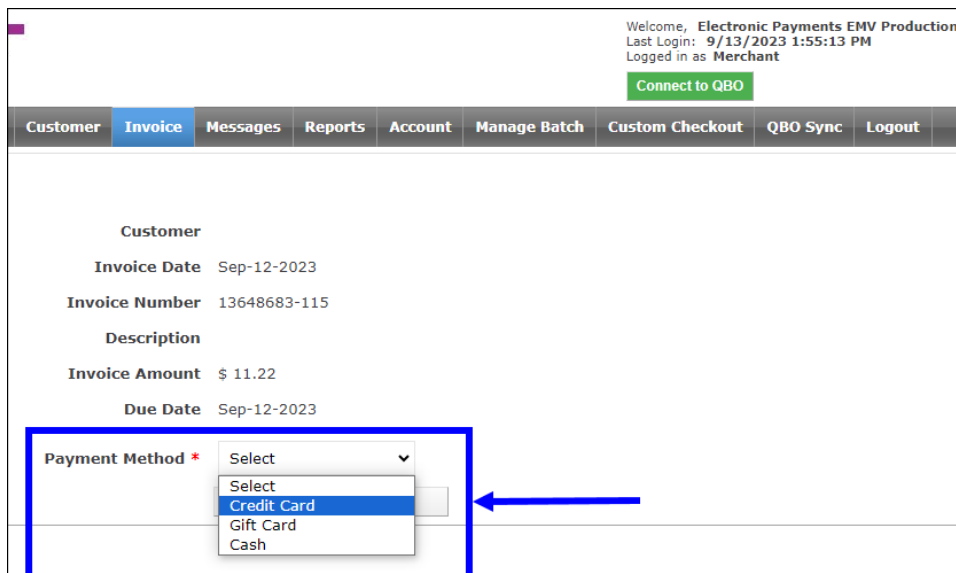 Welcome, Electronic Payments EMV Production
Last Login: 9/13/2023 1:55:13 PM
Logged in as Merchant
Connect to QBO
Customer Invoice Messages Reports Account Manage Batch Custom Checkout QBO Sync Logout
Customer
Invoice Date Sep-12-2023
Invoice Number 13648683-115
Description
Invoice Amount $ 11.22
Due Date Sep-12-2023
Payment Method * Select
Select
Credit Card
Gift Card
Cash